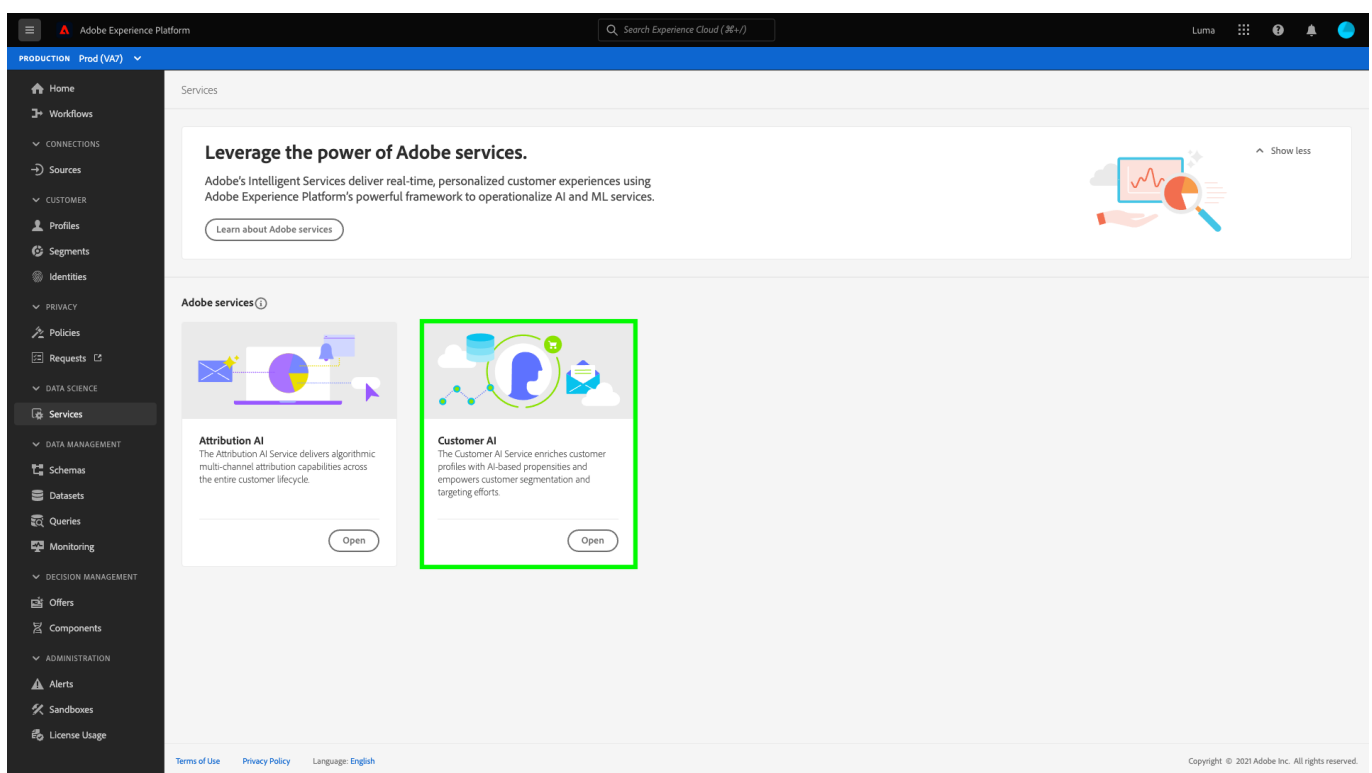 Adobe Experience Platform
Search Experience Cloud (⌘+/)
Luma
PRODUCTION Prod (VA7)
Home
Workflows
CONNECTIONS
Sources
CUSTOMER
Profiles
Segments
Identities
PRIVACY
Policies
Requests
DATA SCIENCE
Services
DATA MANAGEMENT
Schemas
Datasets
Queries
Monitoring
DECISION MANAGEMENT
Offers
Components
ADMINISTRATION
Alerts
Sandboxes
License Usage
Services
Leverage the power of Adobe services.
Show less
Adobe's Intelligent Services deliver real-time, personalized customer experiences using
Adobe Experience Platform's powerful framework to operationalize AI and ML services.
Learn about Adobe services
Adobe services
Attribution AI
The Attribution AI Service delivers algorithmic
multi-channel attribution capabilities across
the entire customer lifecycle.
Open
Customer AI
The Customer AI Service enriches customer
profiles with AI-based propensities and
empowers customer segmentation and
targeting efforts.
Open
Terms of Use Privacy Policy Language: English
Copyright © 2021 Adobe Inc. All rights reserved.